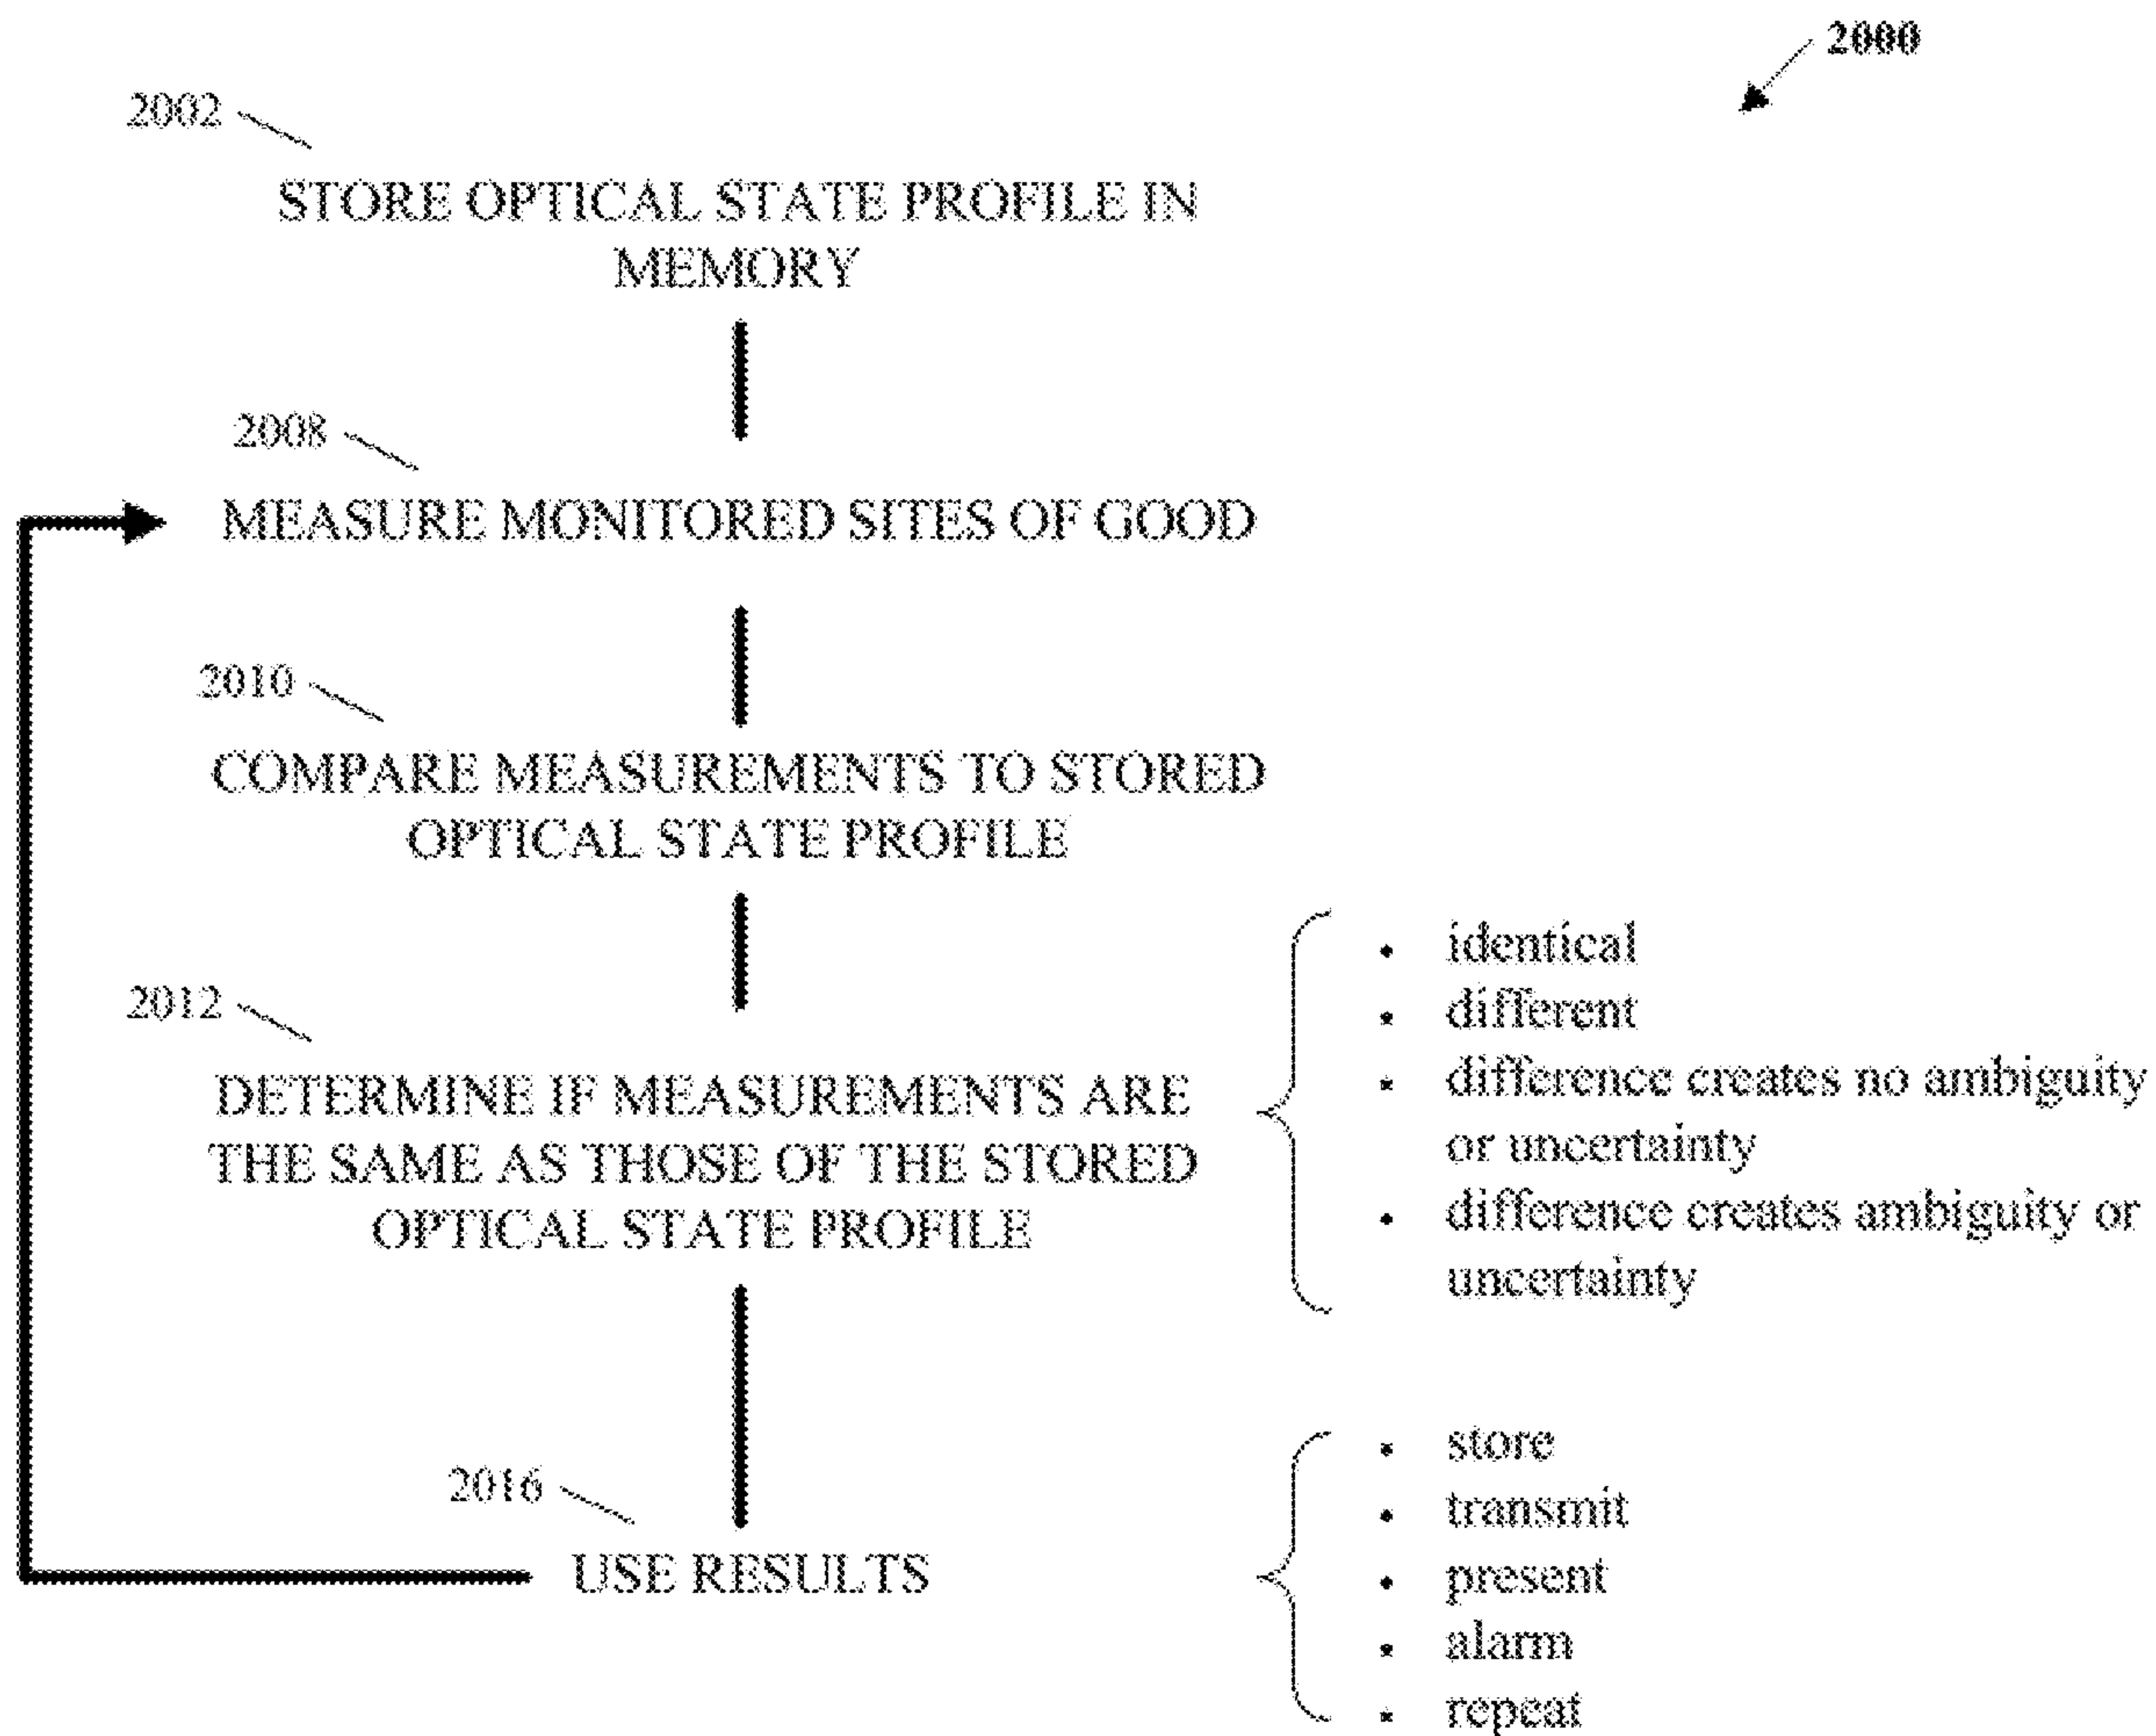 2000
2002
STORE OPTICAL STATE PROFILE IN
MEMORY
2008
MEASURE MONITORED SITES OF GOOD
2010
COMPARE MEASUREMENTS TO STORED
OPTICAL STATE PROFILE
2012
DETERMINE IF MEASUREMENTS ARE
THE SAME AS THOSE OF THE STORED
OPTICAL STATE PROFILE
• identical
• different
• difference creates no ambiguity
or uncertainty
• difference creates ambiguity or
uncertainty
2016
USE RESULTS
• store
• transmit
• present
• alarm
• repeat